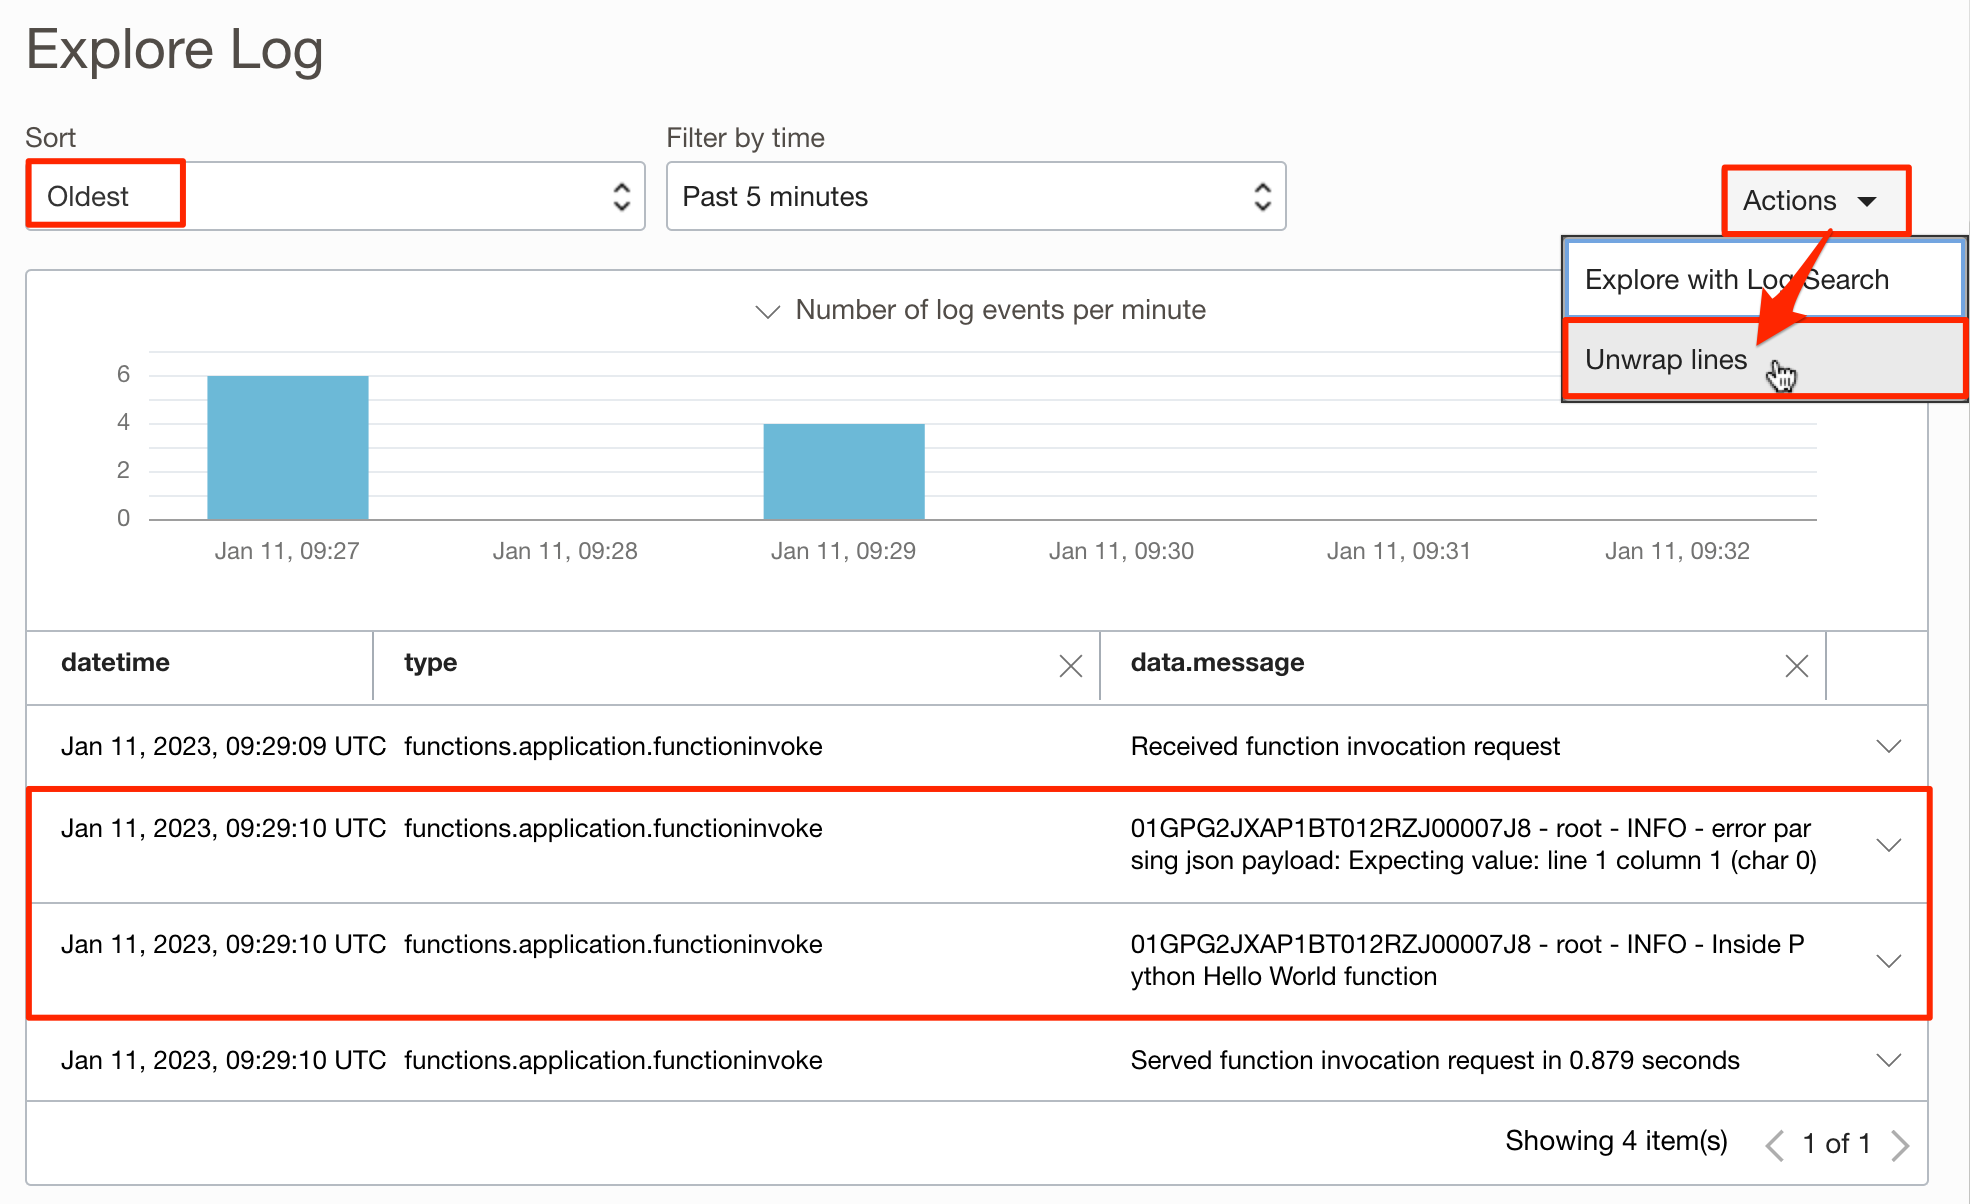 Explore Log
Sort
Filter by time
Oldest
Past 5 minutes
Actions
Explore with Log Search
Unwrap lines
Number of log events per minute
6
4
2
0
Jan 11, 09:27
Jan 11, 09:28
Jan 11, 09:29
Jan 11, 09:30
Jan 11, 09:31
Jan 11, 09:32
datetime
type
data.message
Jan 11, 2023, 09:29:09 UTC
functions.application.functioninvoke
Received function invocation request
Jan 11, 2023, 09:29:10 UTC
functions.application.functioninvoke
01GPG2JXAP1BT012RZJ00007J8 - root - INFO - error par
sing json payload: Expecting value: line 1 column 1 (char 0)
Jan 11, 2023, 09:29:10 UTC
functions.application.functioninvoke
01GPG2JXAP1BT012RZJ00007J8 - root - INFO - Inside P
ython Hello World function
Jan 11, 2023, 09:29:10 UTC
functions.application.functioninvoke
Served function invocation request in 0.879 seconds
Showing 4 item(s)
1 of 1